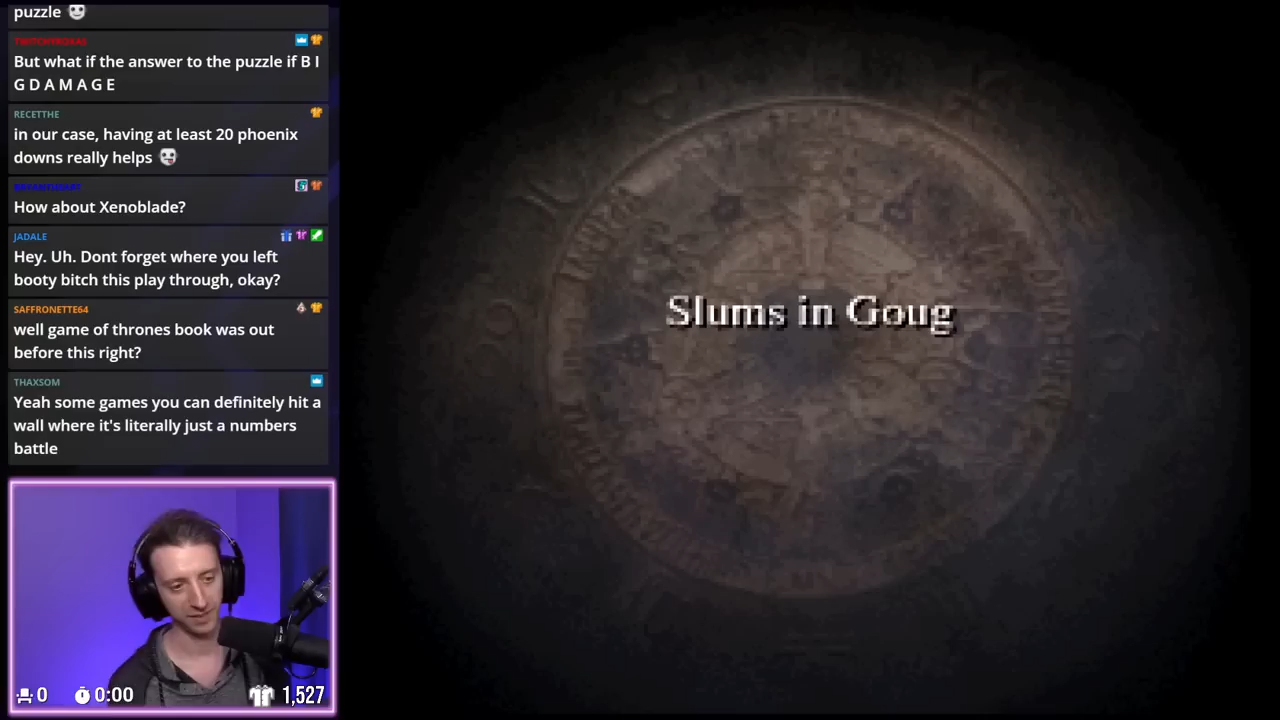 puzzle
But what if the answer to the puzzle if B I
G D A M A G E
RECETTHE
in our case, having at least 20 phoenix
downs really helps
How about Xenoblade?
JADALE
Hey. Uh. Dont forget where you left
booty bitch this play through, okay?
SAFFRONETTE64
well game of thrones book was out
before this right?
THAXSOM
Yeah some games you can definitely hit a
wall where it's literally just a numbers
battle
Slums in Goug
0 0:00 1,527